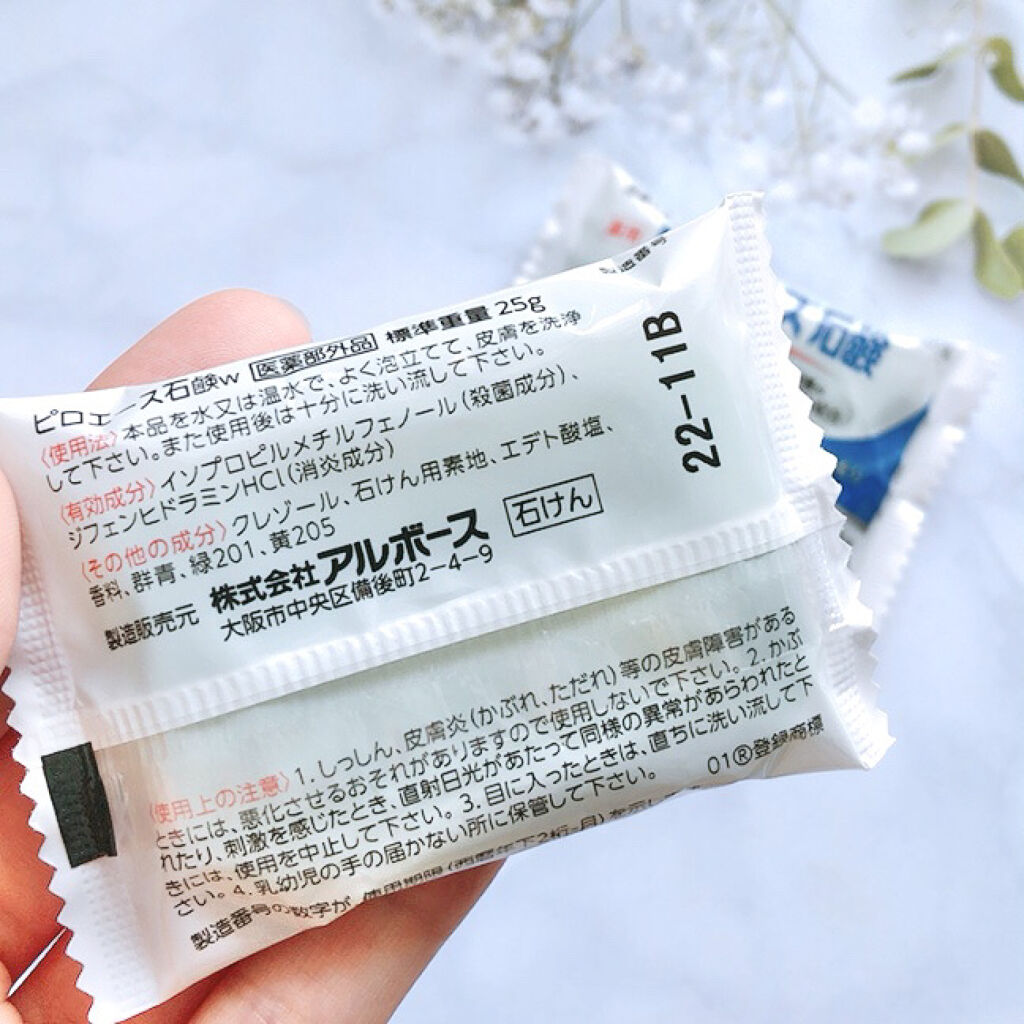 ピロエース石鹸W 医薬部外品 標準重量 25g
〈使用法〉本品を水又は温水で、よく泡立てて、皮膚を洗浄
して下さい。また使用後は十分に洗い流して下さい。
〈有効成分〉イソプロピルメチルフェノール(殺菌成分)、
ジフェンヒドラミンHCl(消炎成分)
〈その他の成分〉クレゾール、石けん用素地、エデト酸塩、
香料、群青、緑201、黄205
製造販売元 株式会社アルボース 石けん
大阪市中央区備後町2-4-9
22-11B
〈使用上の注意〉1.しっしん、皮膚炎(かぶれ、ただれ)等の皮膚障害がある
ときには、悪化させるおそれがありますので使用しないで下さい。2.かぶ
れたり、刺激を感じたとき、直射日光があたって同様の異常があらわれたと
きには、使用を中止して下さい。3.目に入ったときは、直ちに洗い流して下
さい。4.乳幼児の手の届かない所に保管して下さい。
01®登録商標
製造番号の数字が、使用期限(西暦年下2桁-月)を示し
石鹸